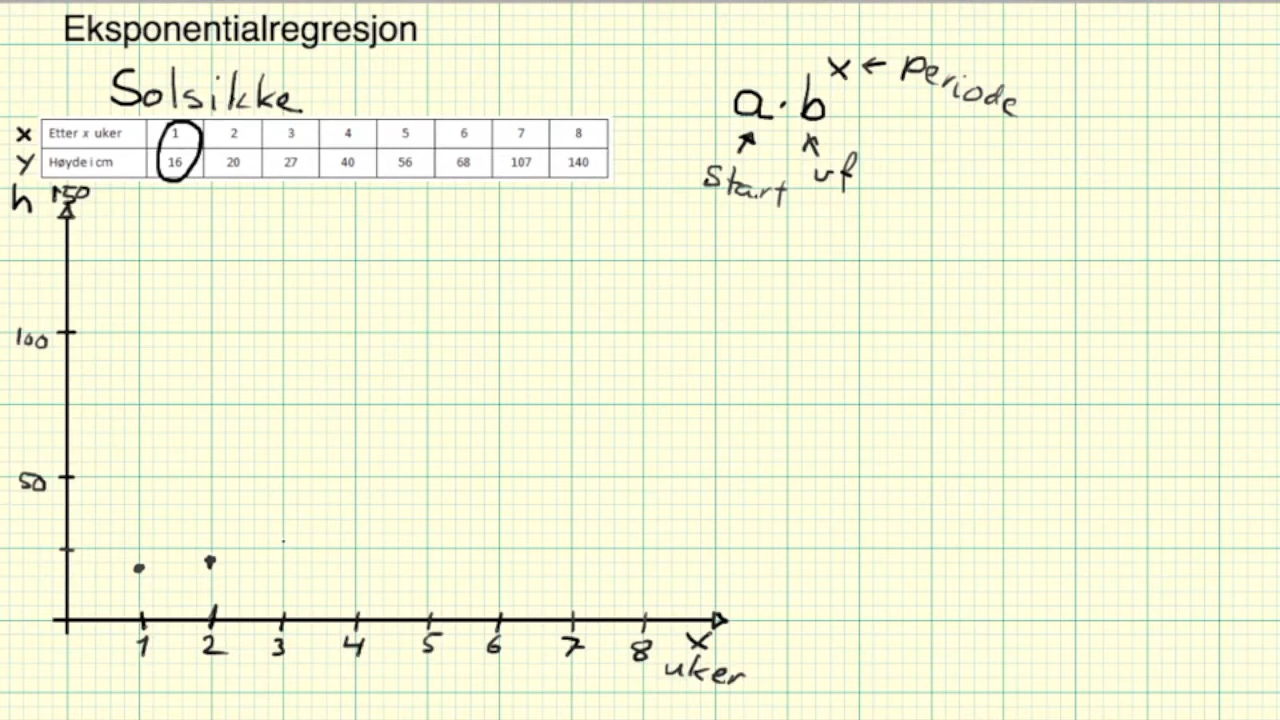 Eksponentialregresjon
Solsikke
x ← Periode
a · b
Start vf
x Etter x uker 1 2 3 4 5 6 7 8
y Høyde i cm 16 20 27 40 56 68 107 140
h 150
100
50
1 2 3 4 5 6 7 8 x
uker